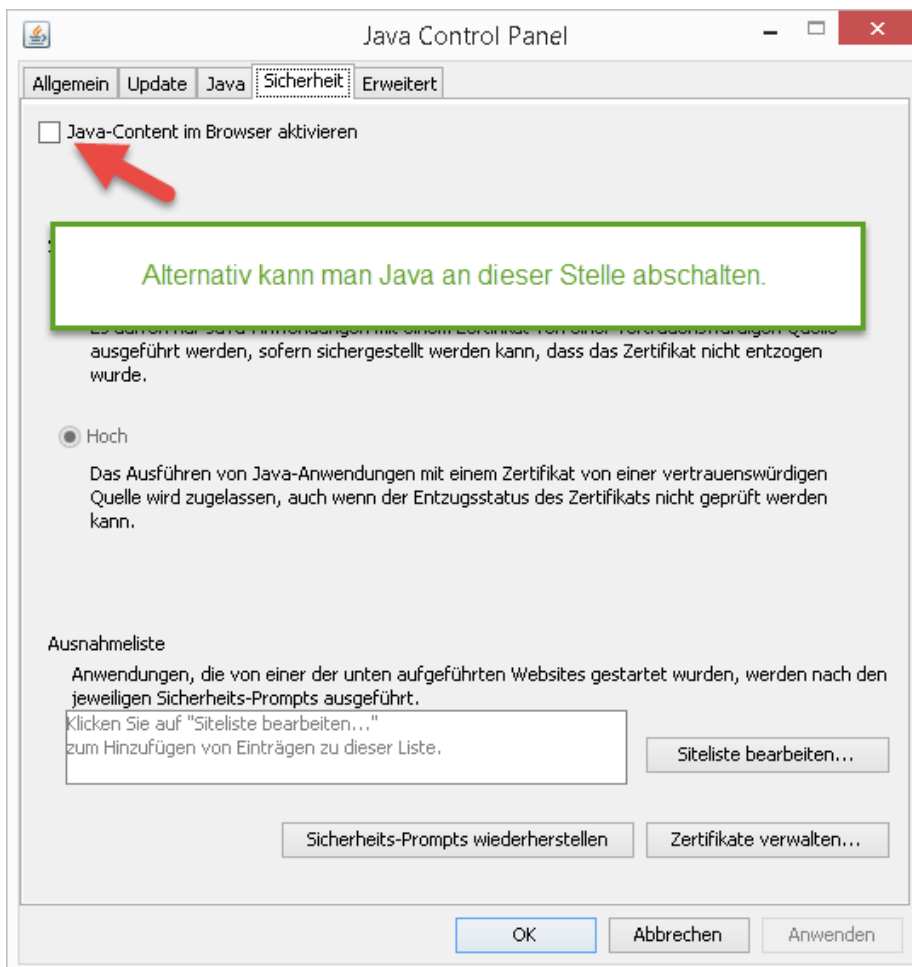 Java Control Panel
Allgemein Update Java Sicherheit Erweitert
Java-Content im Browser aktivieren
Alternativ kann man Java an dieser Stelle abschalten.
ausgeführt werden, sofern sichergestellt werden kann, dass das Zertifikat nicht entzogen
wurde.
Hoch
Das Ausführen von Java-Anwendungen mit einem Zertifikat von einer vertrauenswürdigen
Quelle wird zugelassen, auch wenn der Entzugsstatus des Zertifikats nicht geprüft werden
kann.
Ausnahmeliste
Anwendungen, die von einer der unten aufgeführten Websites gestartet wurden, werden nach den
jeweiligen Sicherheits-Prompts ausgeführt.
Klicken Sie auf "Siteliste bearbeiten..."
zum Hinzufügen von Einträgen zu dieser Liste.
Siteliste bearbeiten...
Sicherheits-Prompts wiederherstellen Zertifikate verwalten...
OK Abbrechen Anwenden